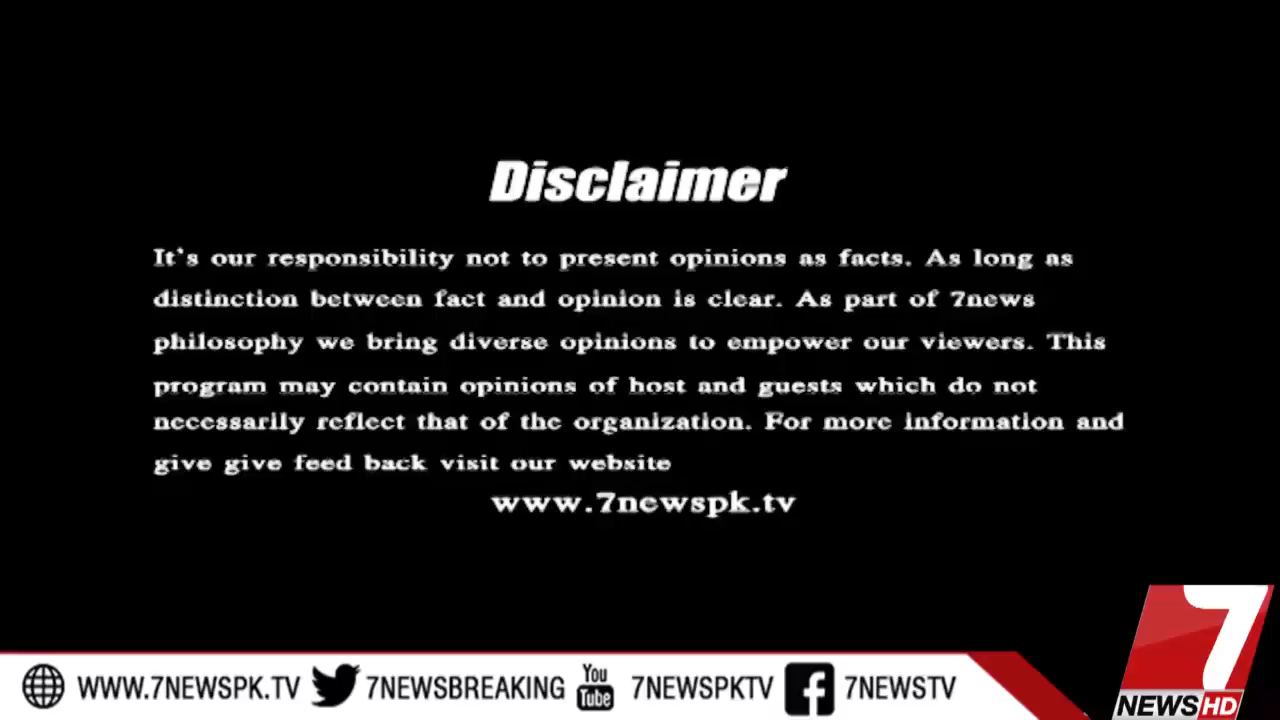 Disclaimer
It's our responsibility not to present opinions as facts. As long as
distinction between fact and opinion is clear. As part of 7news
philosophy we bring diverse opinions to empower our viewers. This
program may contain opinions of host and guests which do not
necessarily reflect that of the organization. For more information and
give give feed back visit our website
www.7newspk.tv
7
NEWS HD
WWW.7NEWSPK.TV 7NEWSBREAKING You Tube 7NEWSPKTV f 7NEWSTV